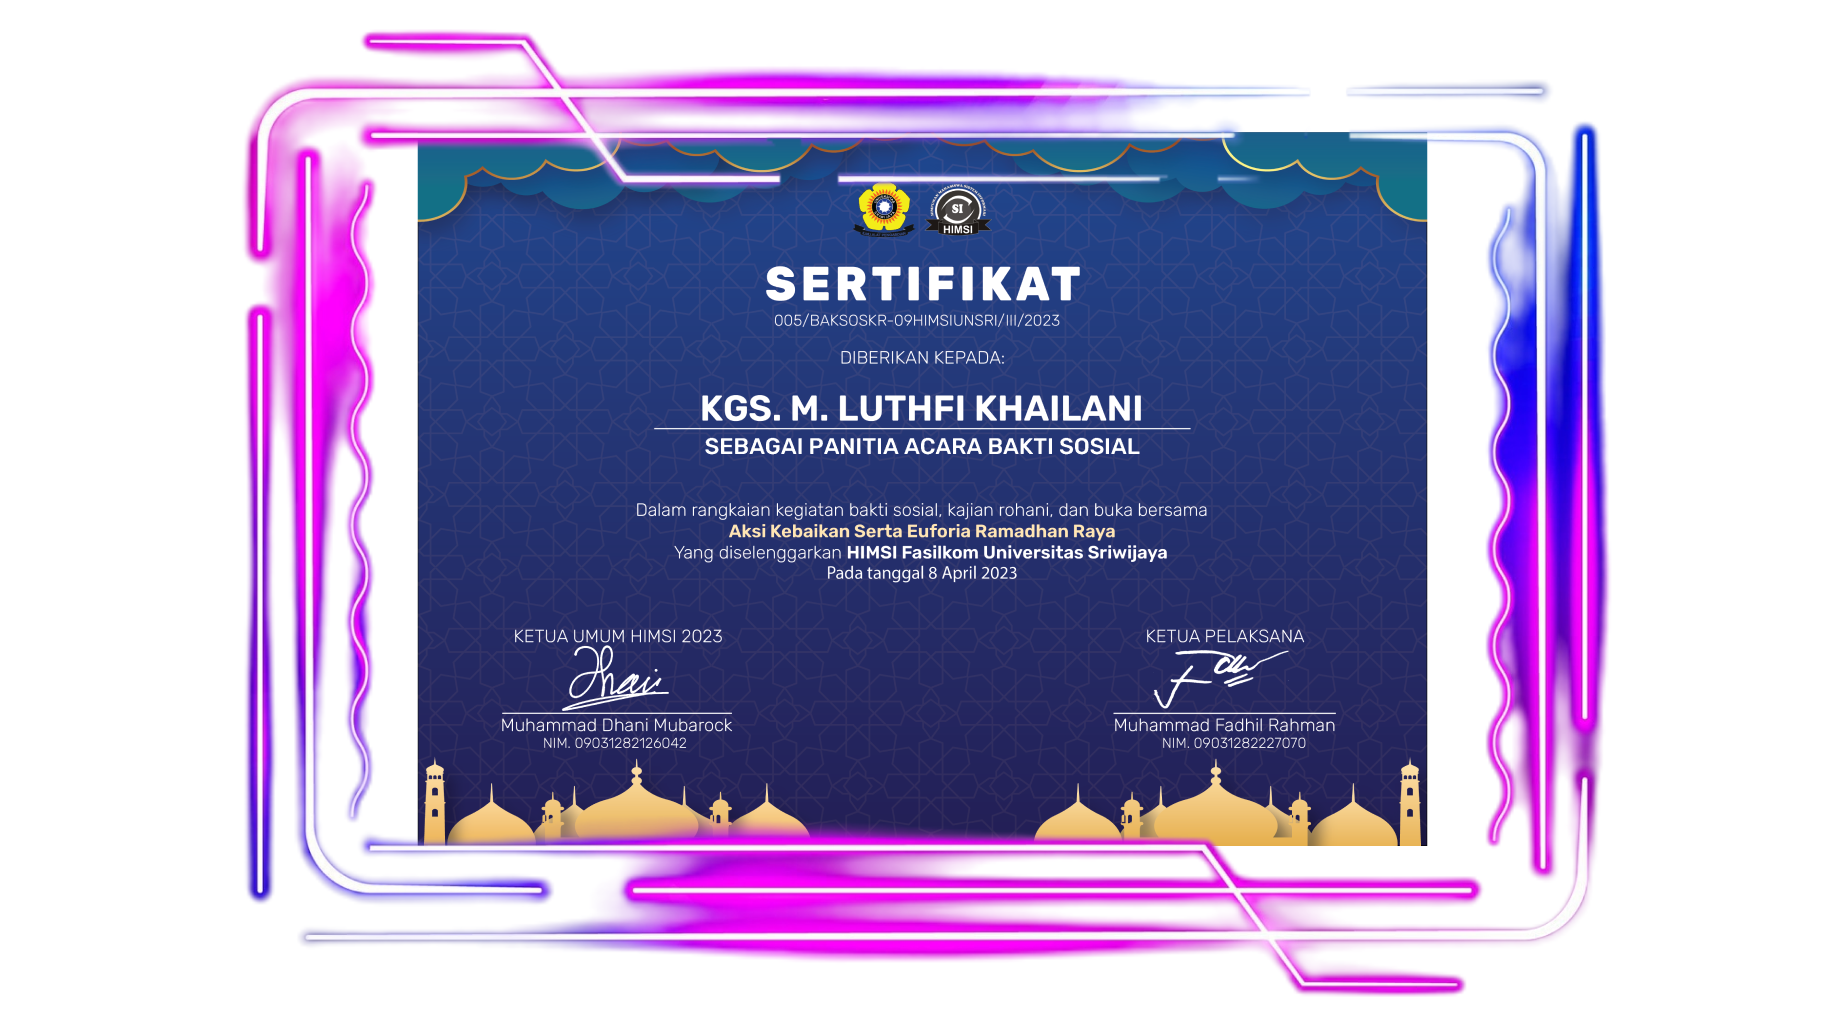 SI
HIMSI
SERTIFIKAT
005/BAKSOSKR-09HIMSIUNSRI/III/2023
DIBERIKAN KEPADA:
KGS. M. LUTHFI KHAILANI
SEBAGAI PANITIA ACARA BAKTI SOSIAL
Dalam rangkaian kegiatan bakti sosial, kajian rohani, dan buka bersama
Aksi Kebaikan Serta Euforia Ramadhan Raya
Yang diselenggarkan HIMSI Fasilkom Universitas Sriwijaya
Pada tanggal 8 April 2023
KETUA UMUM HIMSI 2023
Muhammad Dhani Mubarock
NIM. 09031282126042
KETUA PELAKSANA
Muhammad Fadhil Rahman
NIM. 09031282227070